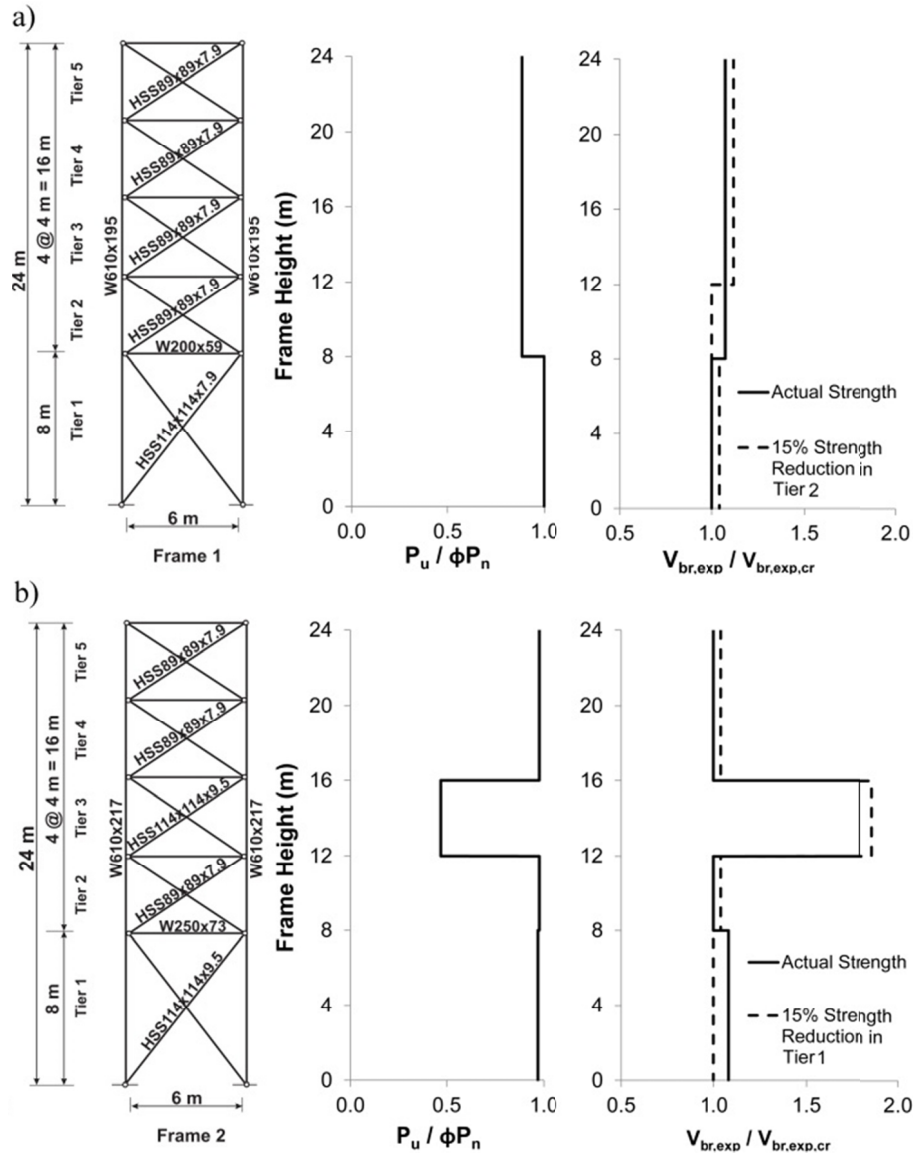 a)
24 m
4 @ 4 m = 16 m
8 m
Tier 5
Tier 4
Tier 3
Tier 2
Tier 1
HSS89x89x7.9
HSS89x89x7.9
HSS89x89x7.9
HSS89x89x7.9
W200x59
HSS114x114x7.9
W610x195
W610x195
6 m
Frame 1
Frame Height (m)
24
20
16
12
8
4
0
0.0
0.5
1.0
Pu / ϕPn
24
20
16
12
8
4
0
0.5
1.0
1.5
2.0
Vbr,exp / Vbr,exp,cr
Actual Strength
15% Strength
Reduction in
Tier 2
b)
24 m
4 @ 4 m = 16 m
8 m
Tier 5
Tier 4
Tier 3
Tier 2
Tier 1
HSS89x89x7.9
HSS89x89x7.9
HSS114x114x9.5
HSS89x89x7.9
W250x73
HSS114x114x9.5
W610x217
W610x217
6 m
Frame 2
Frame Height (m)
24
20
16
12
8
4
0
0.0
0.5
1.0
Pu / ϕPn
24
20
16
12
8
4
0
0.5
1.0
1.5
2.0
Vbr,exp / Vbr,exp,cr
Actual Strength
15% Strength
Reduction in
Tier 1